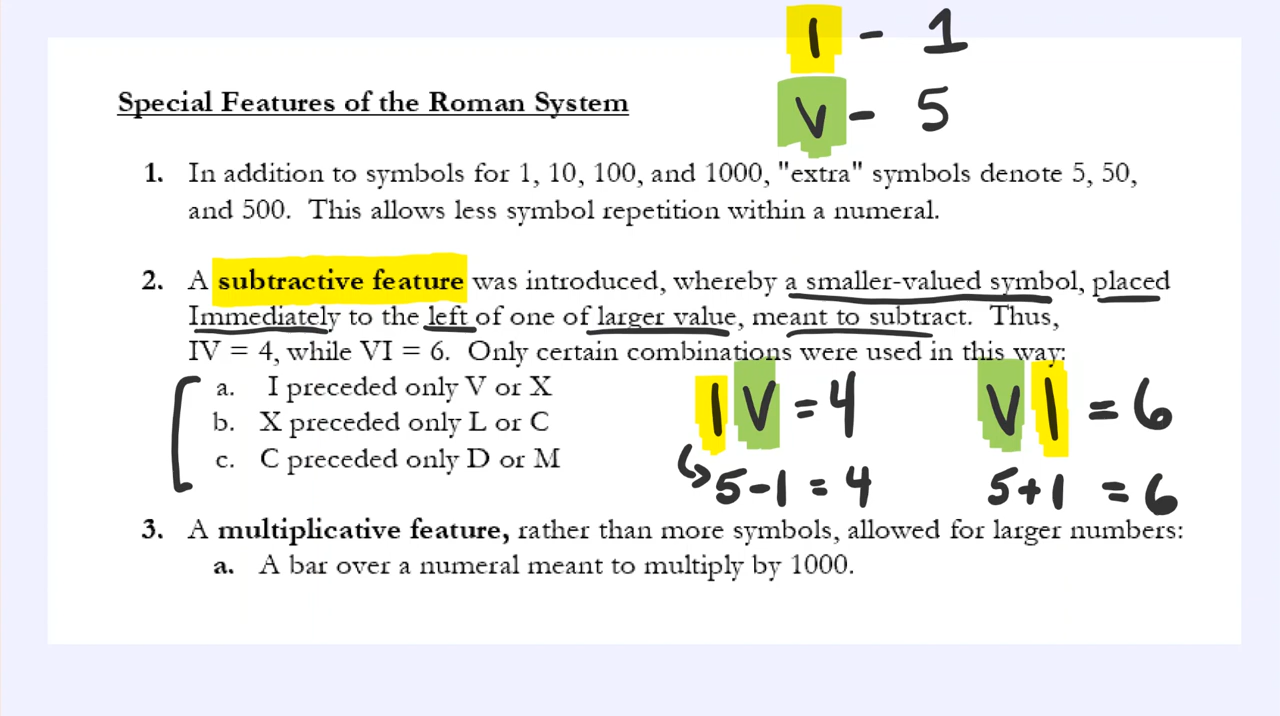 I - 1
V - 5
Special Features of the Roman System
1. In addition to symbols for 1, 10, 100, and 1000, "extra" symbols denote 5, 50,
and 500. This allows less symbol repetition within a numeral.
2. A subtractive feature was introduced, whereby a smaller-valued symbol, placed
Immediately to the left of one of larger value, meant to subtract. Thus,
IV = 4, while VI = 6. Only certain combinations were used in this way:
a. I preceded only V or X
b. X preceded only L or C
c. C preceded only D or M
IV = 4
5 - 1 = 4
VI = 6
5 + 1 = 6
3. A multiplicative feature, rather than more symbols, allowed for larger numbers:
a. A bar over a numeral meant to multiply by 1000.